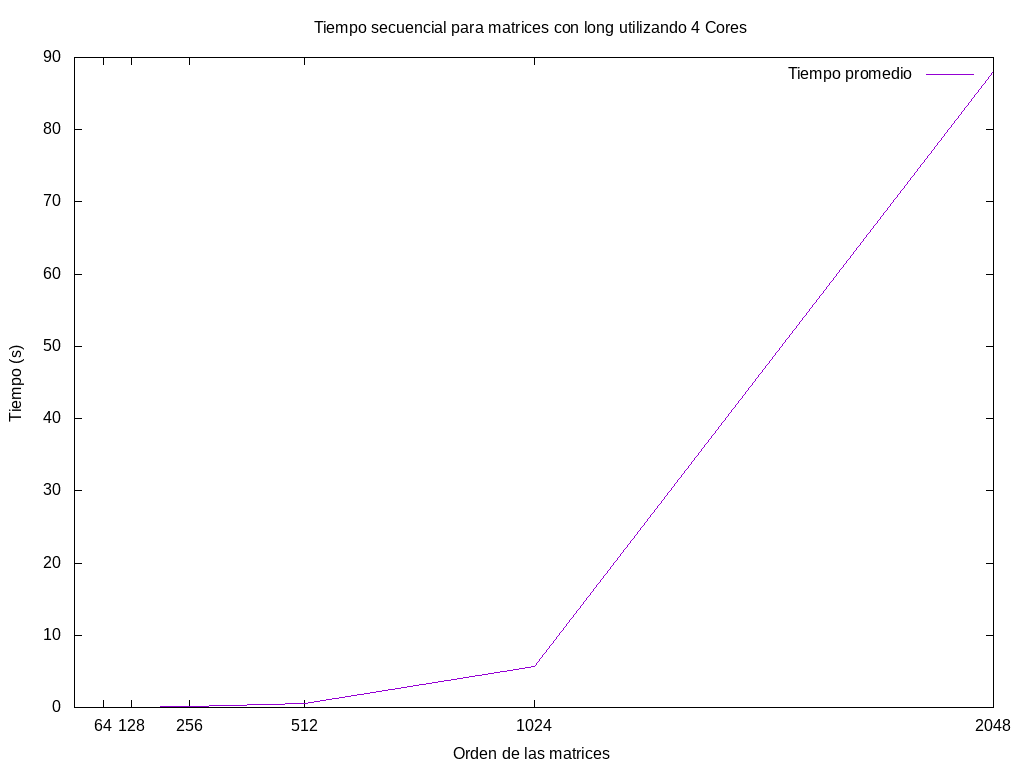 Tiempo secuencial para matrices con long utilizando 4 Cores
Tiempo promedio
90
80
70
60
50
40
30
20
10
0
Tiempo (s)
64 128 256 512 1024 2048
Orden de las matrices